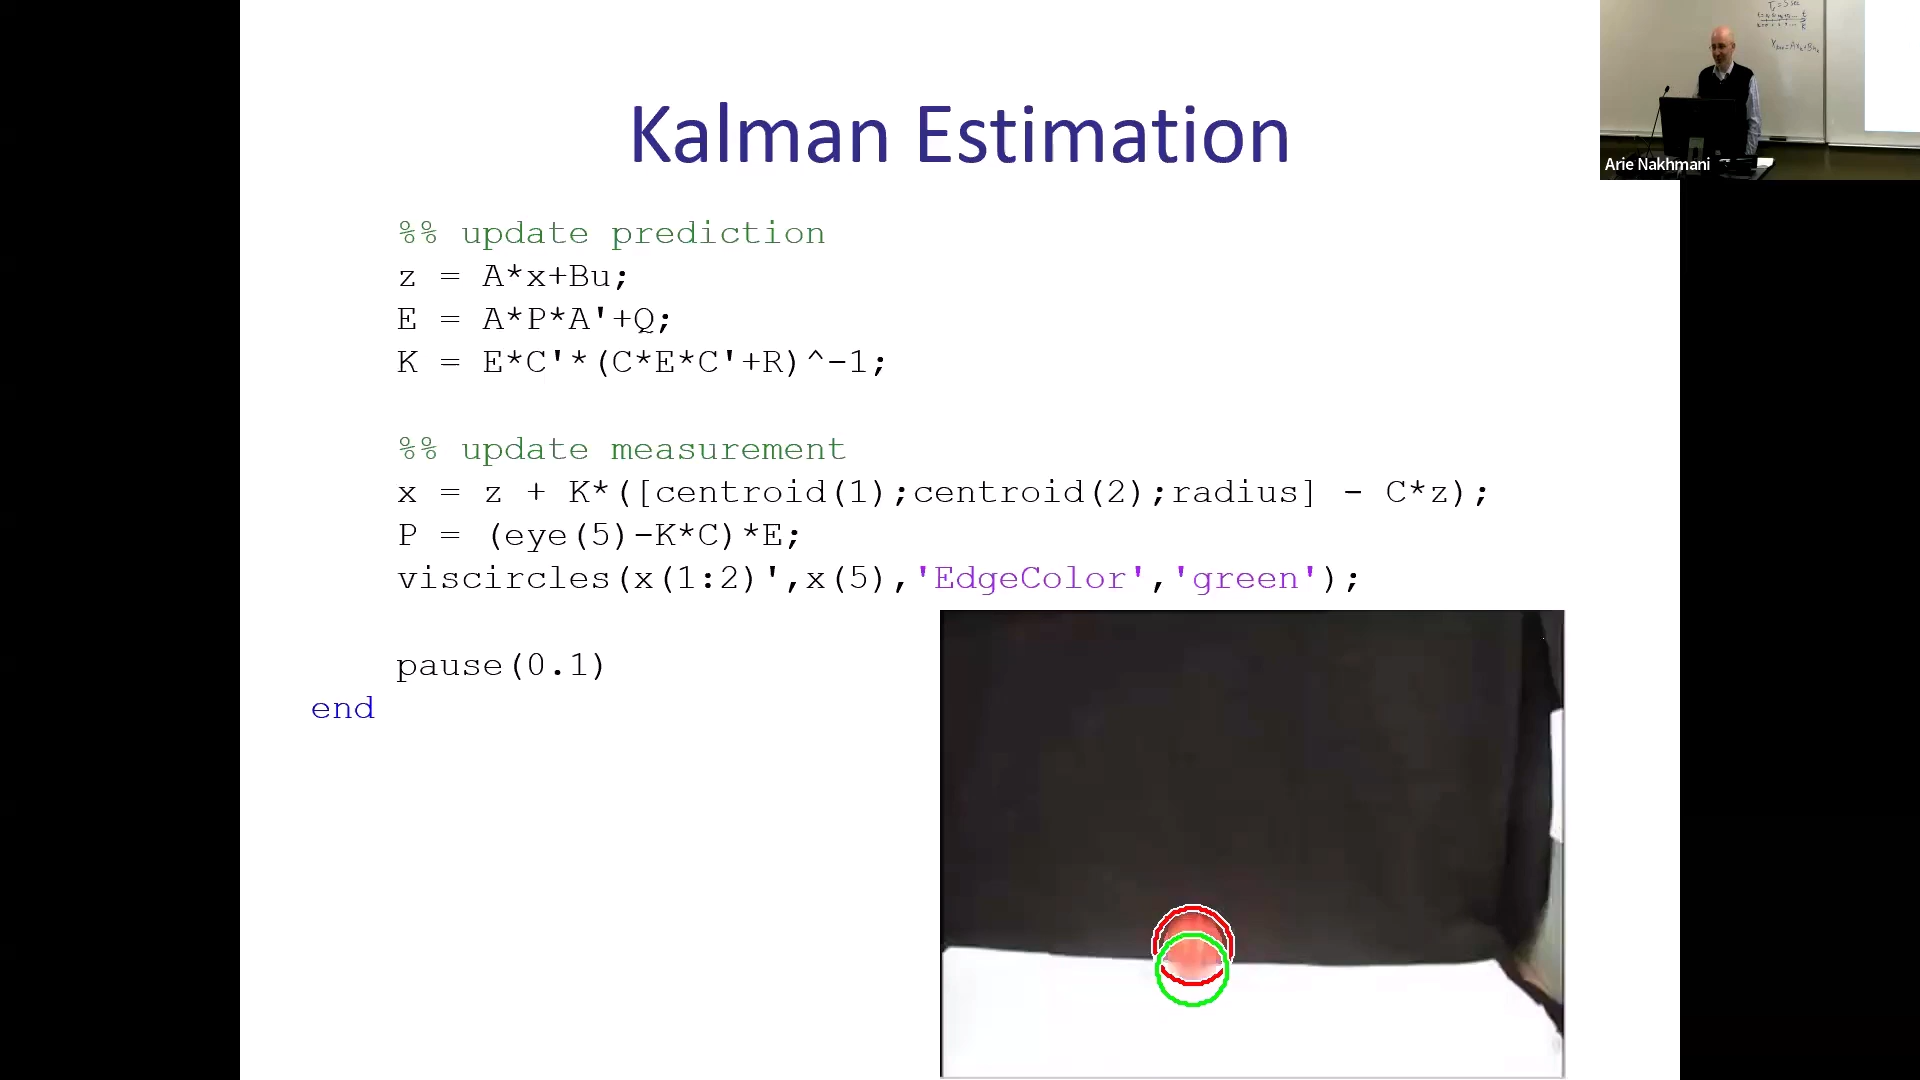 Kalman Estimation
%% update prediction
z = A*x+Bu;
E = A*P*A'+Q;
K = E*C'*(C*E*C'+R)^-1;
%% update measurement
x = z + K*([centroid(1);centroid(2);radius] - C*z);
P = (eye(5)-K*C)*E;
viscircles(x(1:2)',x(5),'EdgeColor','green');
pause(0.1)
end
Arie Nakhmani